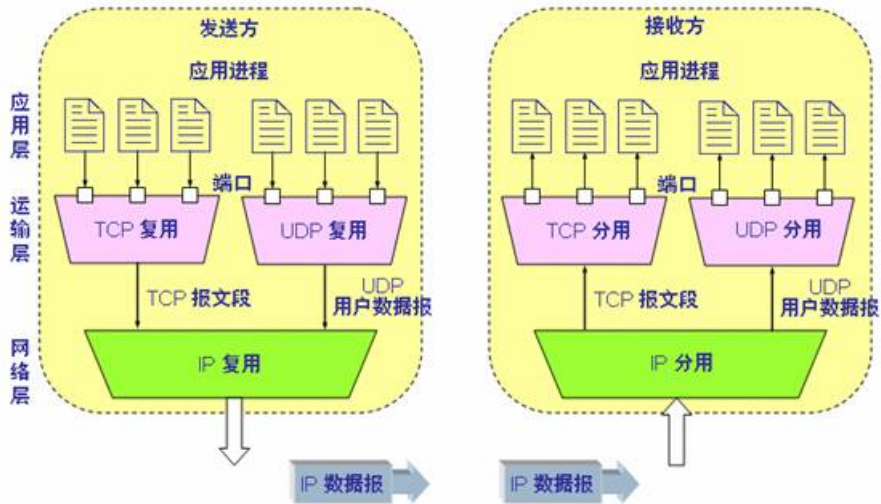 发送方
应用进程
应用层
端口
运输层
TCP 复用
UDP 复用
TCP 报文段
UDP
用户数据报
网络层
IP 复用
IP 数据报
接收方
应用进程
端口
TCP 分用
UDP 分用
TCP 报文段
UDP
用户数据报
IP 分用
IP 数据报